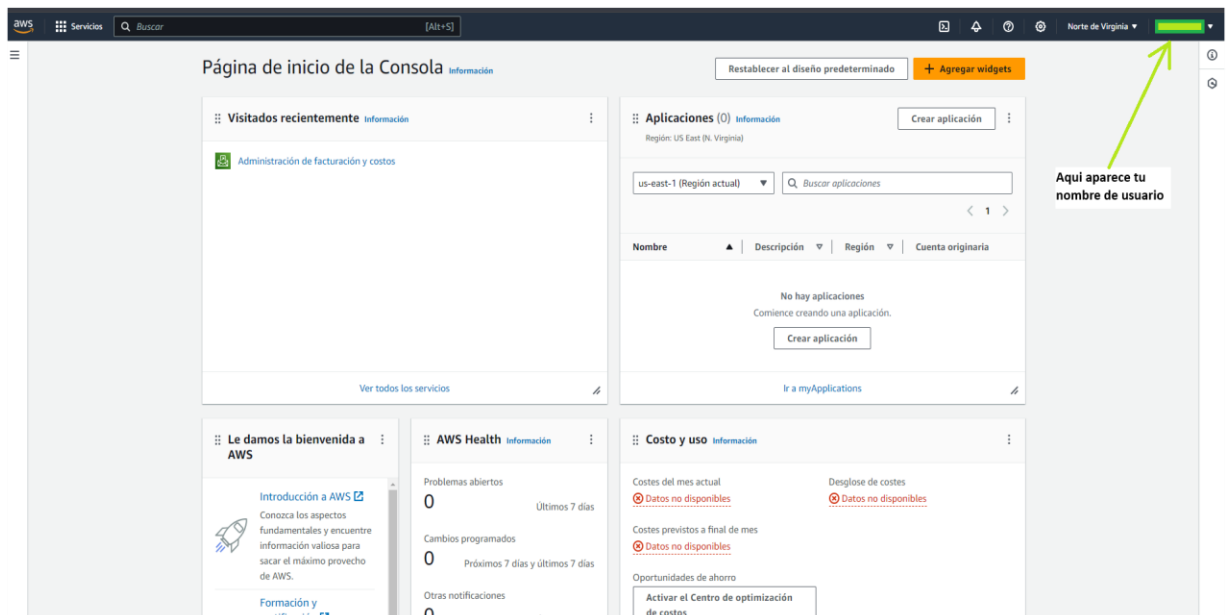 aws
Servicios
Buscar
[Alt+S]
Norte de Virginia
Página de inicio de la Consola Información
Restablecer al diseño predeterminado
+ Agregar widgets
Aqui aparece tu
nombre de usuario
Visitados recientemente Información
Administración de facturación y costos
Ver todos los servicios
Aplicaciones (0) Información
Región: US East (N. Virginia)
Crear aplicación
us-east-1 (Región actual)
Buscar aplicaciones
1
Nombre
Descripción
Región
Cuenta originaria
No hay aplicaciones
Comience creando una aplicación.
Crear aplicación
Ir a myApplications
Le damos la bienvenida a
AWS
Introducción a AWS
Conozca los aspectos
fundamentales y encuentre
información valiosa para
sacar el máximo provecho
de AWS.
Formación y
AWS Health Información
Problemas abiertos
0
Últimos 7 días
Cambios programados
0
Próximos 7 días y últimos 7 días
Otras notificaciones
0
Costo y uso Información
Costes del mes actual
Datos no disponibles
Desglose de costes
Datos no disponibles
Costes previstos a final de mes
Datos no disponibles
Oportunidades de ahorro
Activar el Centro de optimización
de costos